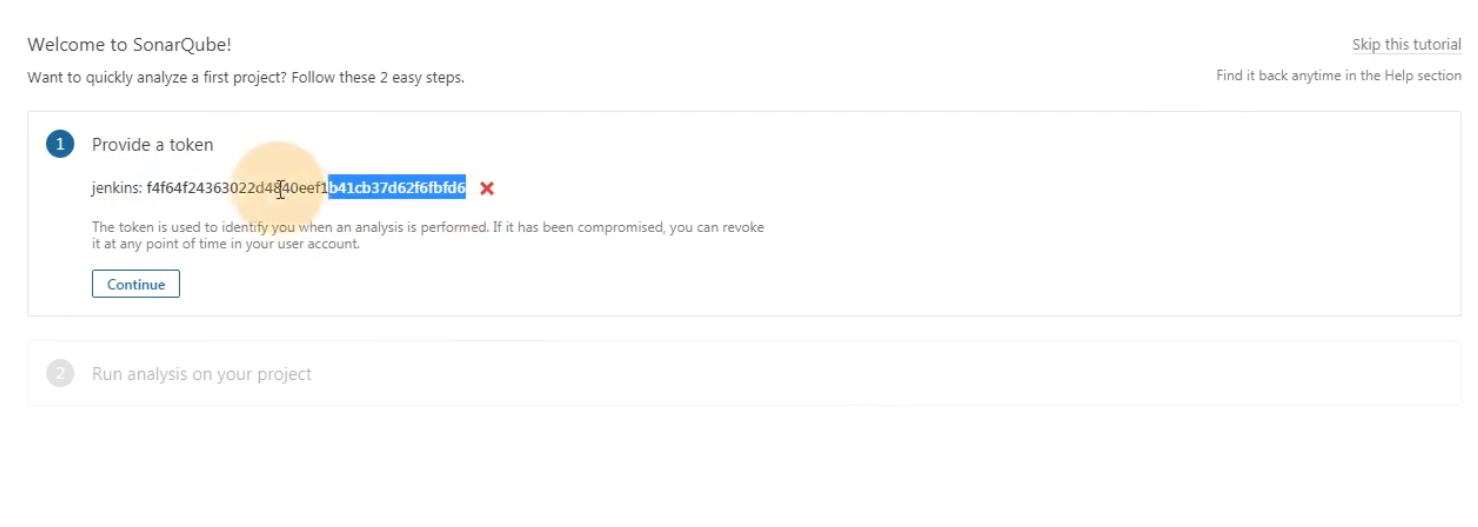 Welcome to SonarQube!
Skip this tutorial
Want to quickly analyze a first project? Follow these 2 easy steps.
Find it back anytime in the Help section
1 Provide a token
jenkins: f4f64f24363022d4840eef1b41cb37d62f6fbfd6
The token is used to identify you when an analysis is performed. If it has been compromised, you can revoke
it at any point of time in your user account.
Continue
2 Run analysis on your project